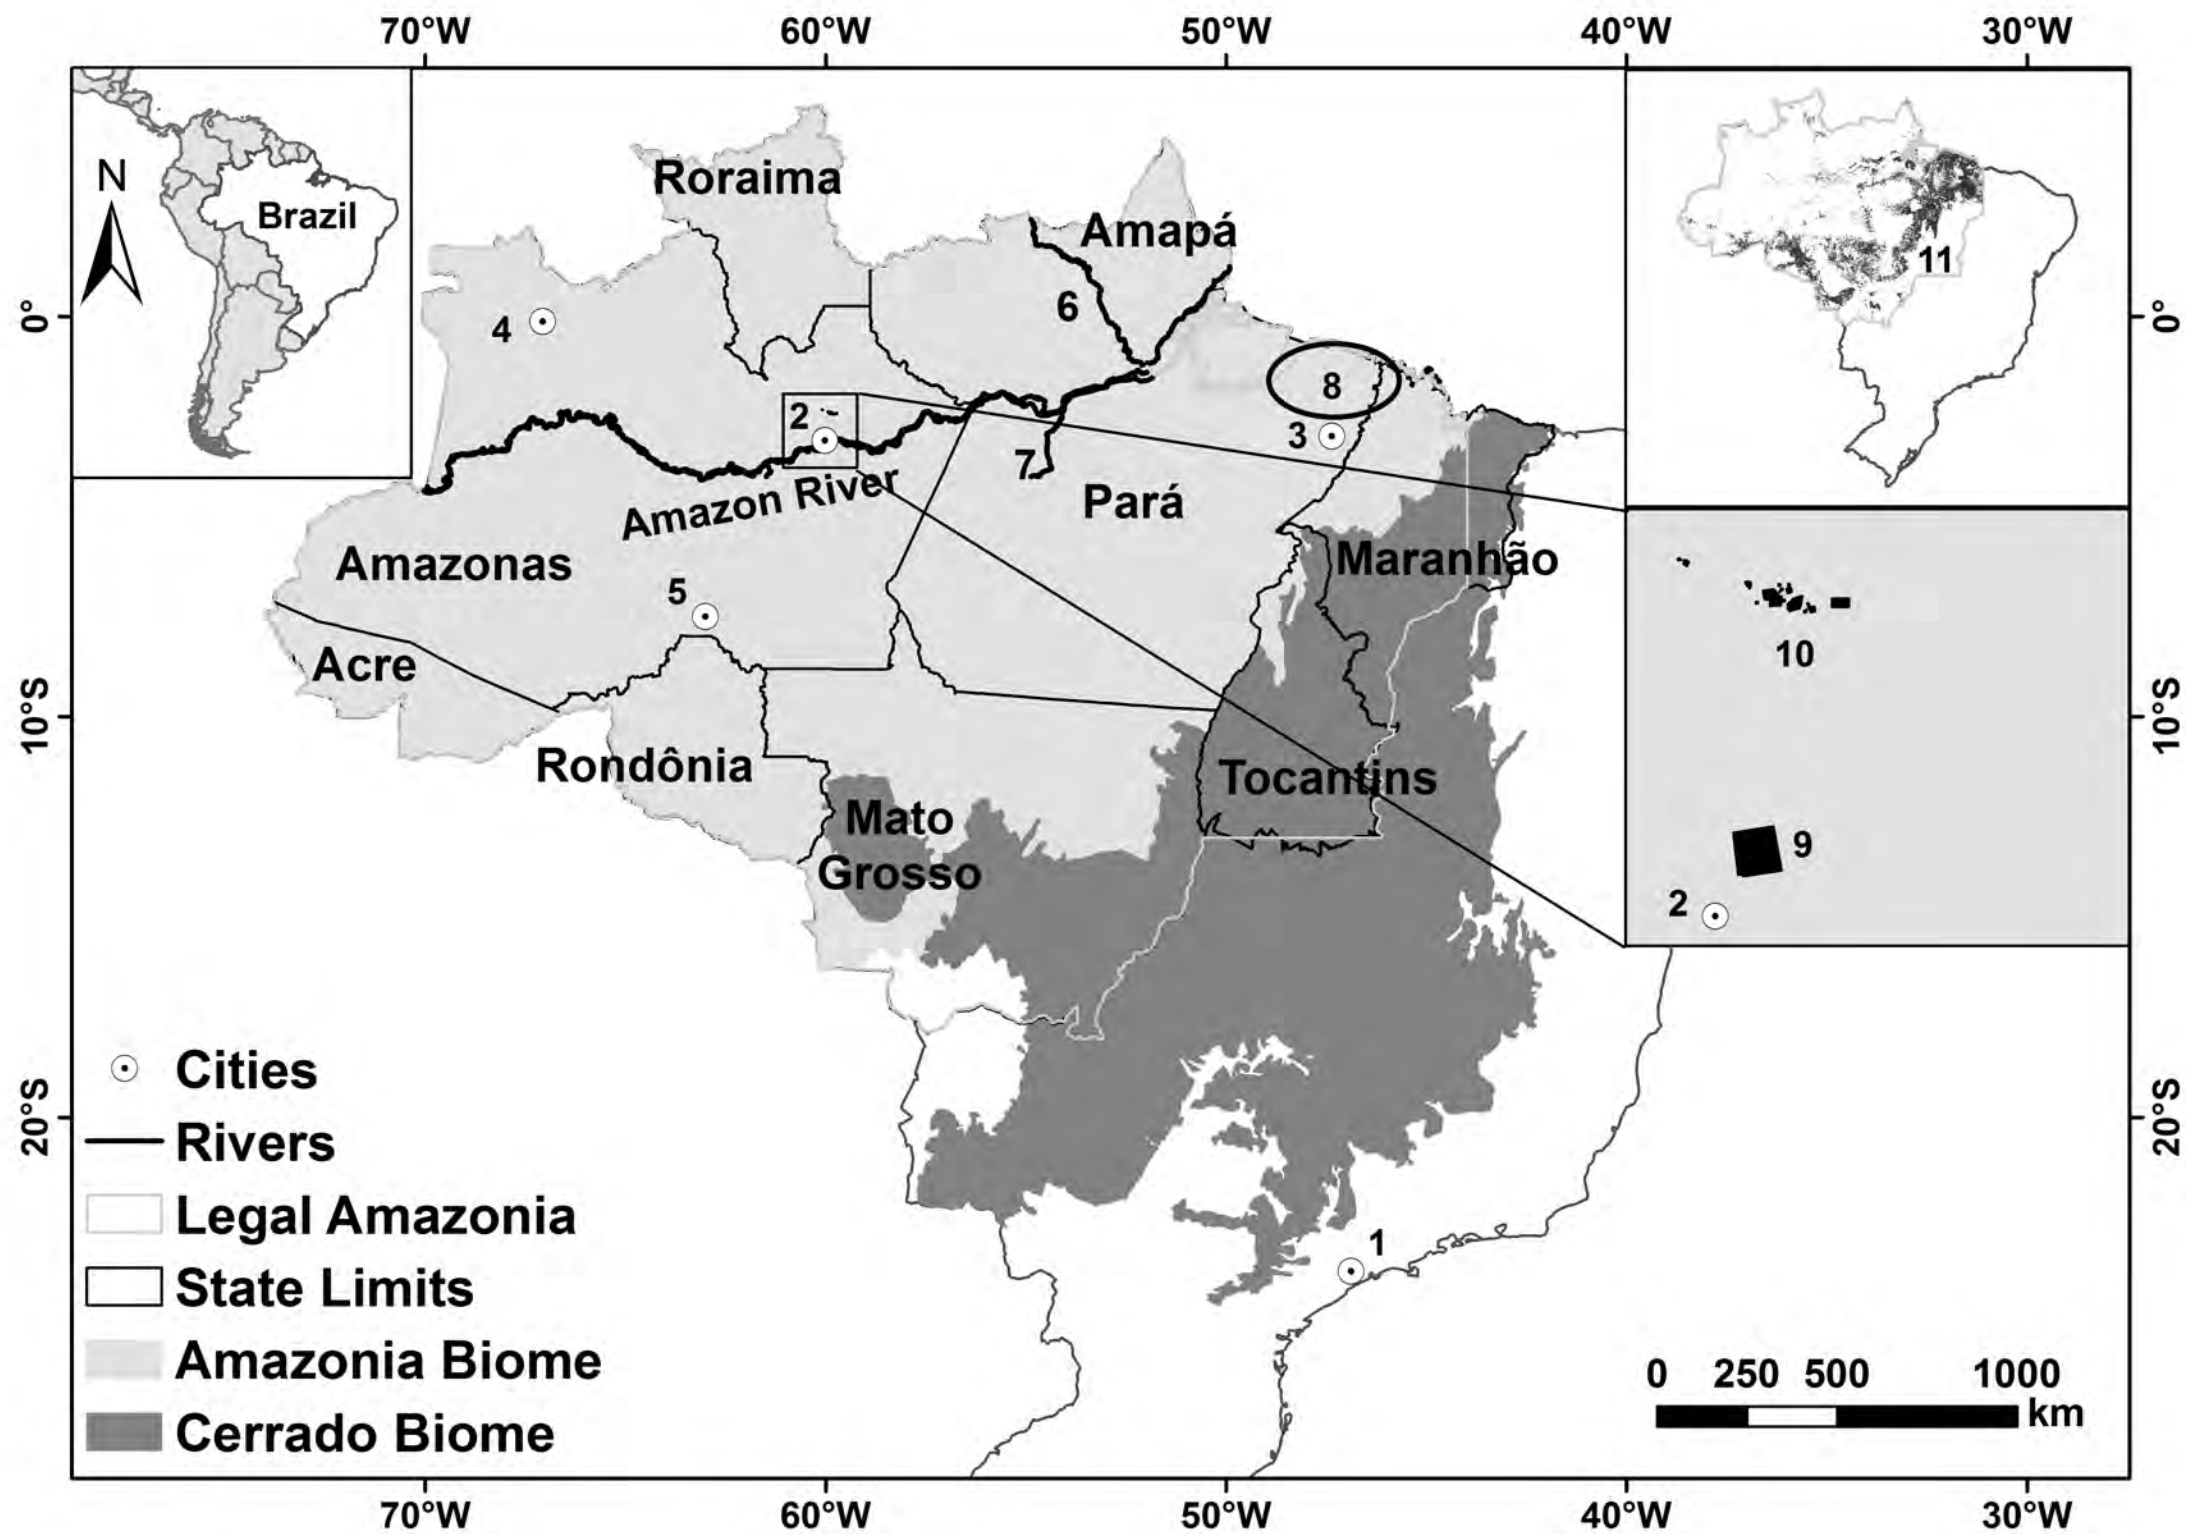 70°W 60°W 50°W 40°W 30°W
N
Brazil
Roraima
Amapá
11
0°
0°
4
6
8
2
3
7
Amazon River
Pará
Amazonas
Maranhão
5
10
Acre
10°S
10°S
Rondônia
Tocantins
Mato
Grosso
9
2
Cities
Rivers
20°S
20°S
Legal Amazonia
1
State Limits
Amazonia Biome
0 250 500 1000
km
Cerrado Biome
70°W 60°W 50°W 40°W 30°W